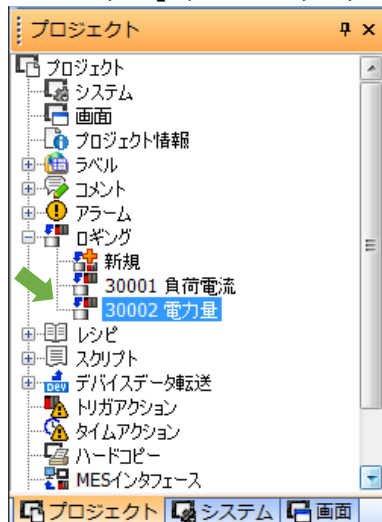 プロジェクト
プロジェクト
システム
画面
プロジェクト情報
ラベル
コメント
アラーム
ロギング
新規
30001 負荷電流
30002 電力量
レシピ
スクリプト
デバイスデータ転送
トリガアクション
タイムアクション
ハードコピー
MESインタフェース
プロジェクト システム 画面